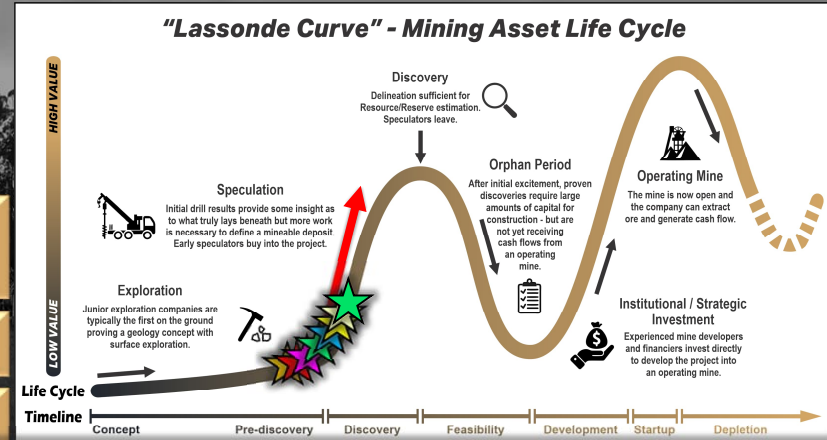 “Lassonde Curve” - Mining Asset Life Cycle
HIGH VALUE
LOW VALUE
Discovery
Delineation sufficient for
Resource/Reserve estimation.
Speculators leave.
Speculation
Initial drill results provide some insight as
to what truly lays beneath but more work
is necessary to define a mineable deposit
Early speculators buy into the project.
Exploration
Junior exploration companies are
typically the first on the ground
proving a geology concept with
surface exploration.
Orphan Period
After initial excitement, proven
discoveries require large
amounts of capital for
construction - but are
not yet receiving
cash flows from
an operating
mine.
Operating Mine
The mine is now open and
the company can extract
ore and generate cash flow.
Institutional / Strategic
Investment
$
Experienced mine developers
and financiers invest directly
to develop the project into
an operating mine.
Life Cycle
Timeline
Concept
Pre-discovery
Discovery
Feasibility
Development
Startup
Depletion